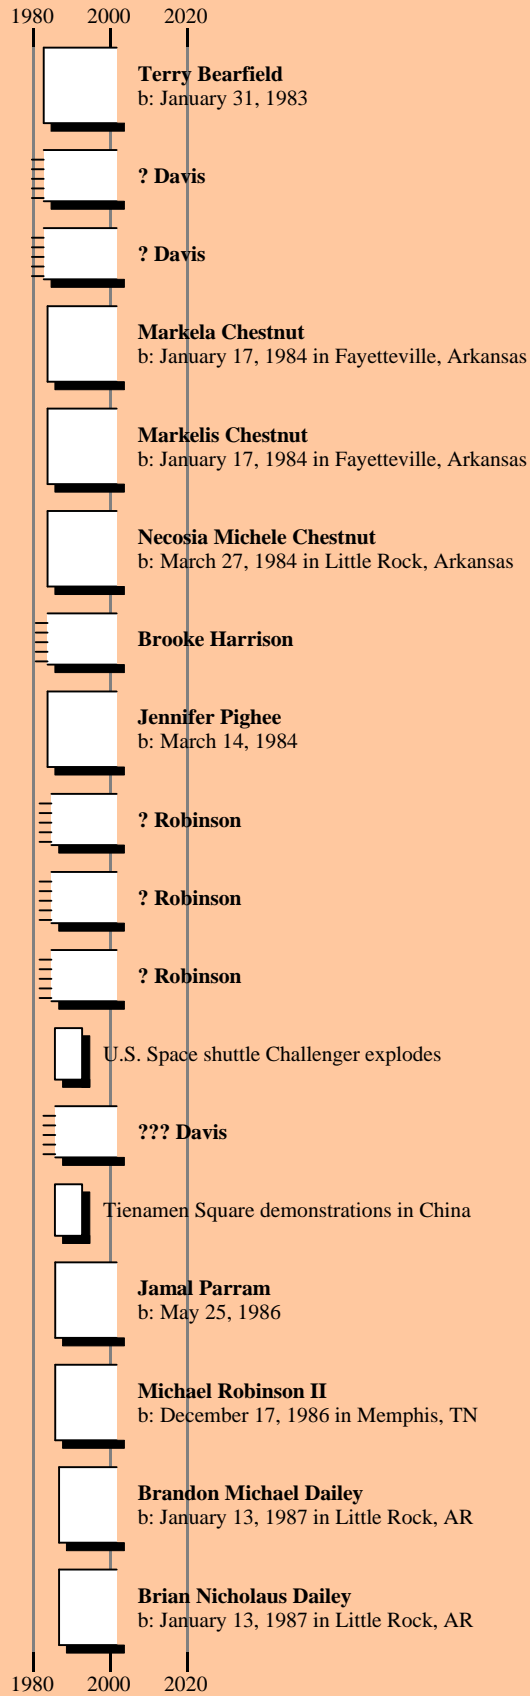 1980 2000 2020
Terry Bearfield
b: January 31, 1983
? Davis
? Davis
Markela Chestnut
b: January 17, 1984 in Fayetteville, Arkansas
Markelis Chestnut
b: January 17, 1984 in Fayetteville, Arkansas
Necosia Michele Chestnut
b: March 27, 1984 in Little Rock, Arkansas
Brooke Harrison
Jennifer Pighee
b: March 14, 1984
? Robinson
? Robinson
? Robinson
U.S. Space shuttle Challenger explodes
??? Davis
Tienamen Square demonstrations in China
Jamal Parram
b: May 25, 1986
Michael Robinson II
b: December 17, 1986 in Memphis, TN
Brandon Michael Dailey
b: January 13, 1987 in Little Rock, AR
Brian Nicholaus Dailey
b: January 13, 1987 in Little Rock, AR
1980 2000 2020